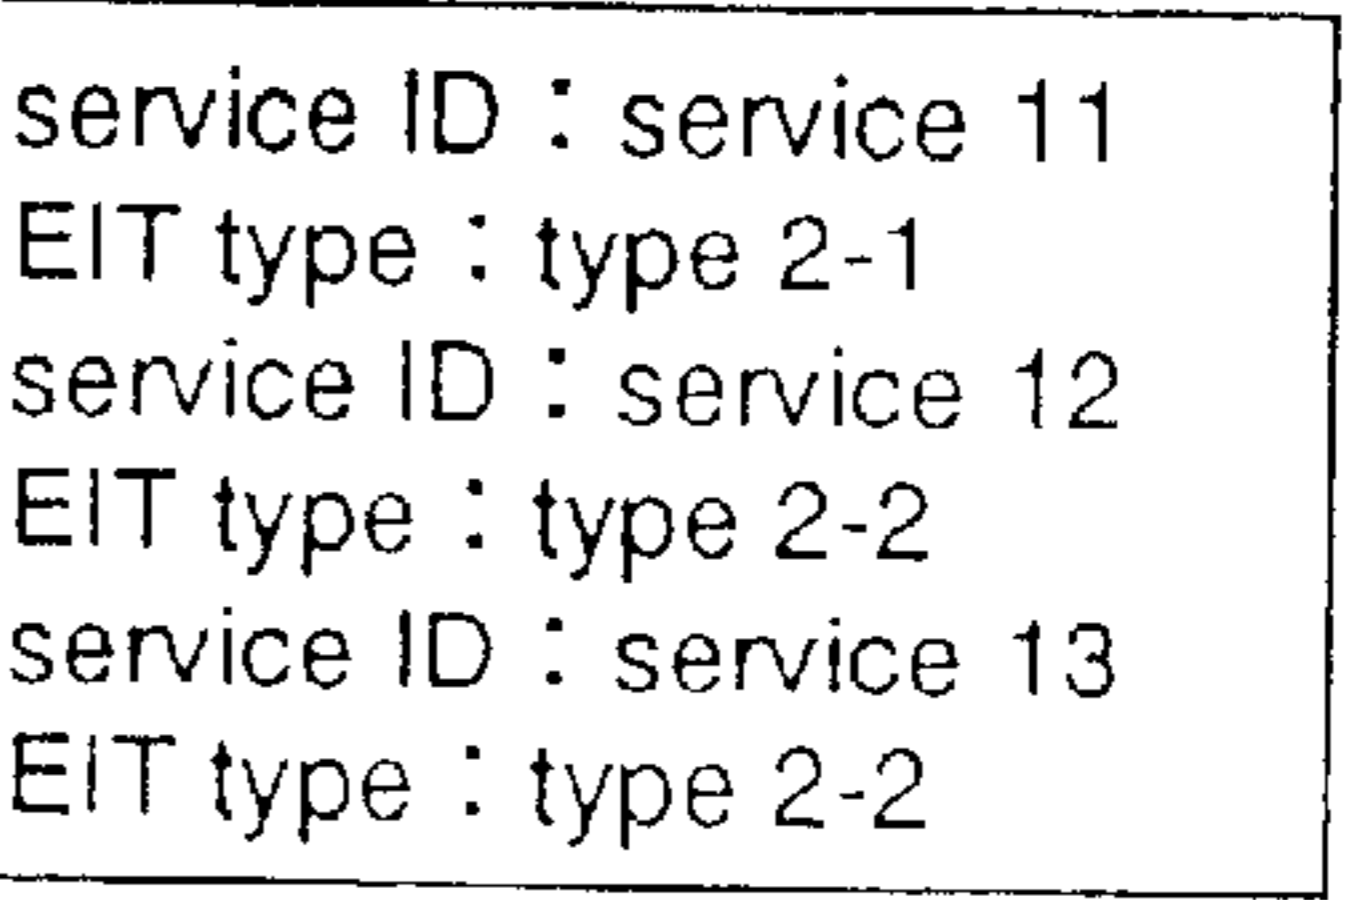 service ID : service 11
EIT type : type 2-1
service ID : service 12
EIT type : type 2-2
service ID : service 13
EIT type : type 2-2